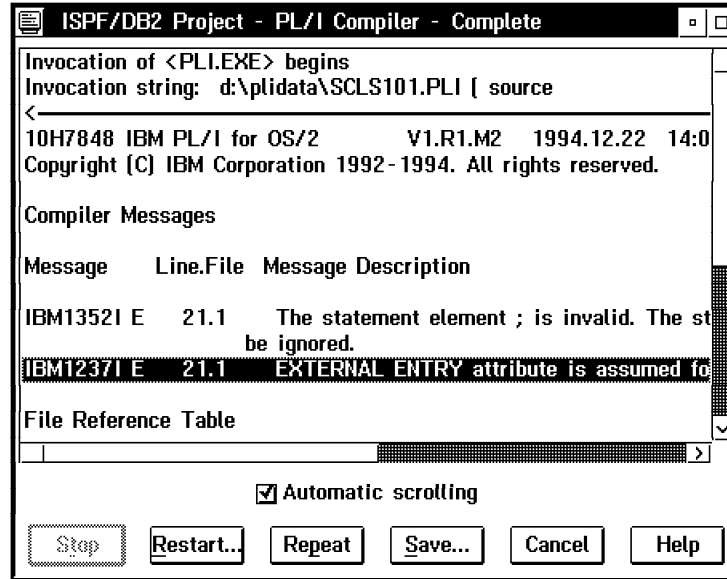 ISPF/DB2 Project - PL/I Compiler - Complete
Invocation of <PLI.EXE> begins
Invocation string: d:\plidata\SCLS101.PLI ( source
10H7848 IBM PL/I for OS/2 V1.R1.M2 1994.12.22 14:0
Copyright (C) IBM Corporation 1992-1994. All rights reserved.
Compiler Messages
Message Line.File Message Description
IBM1352I E 21.1 The statement element ; is invalid. The st
be ignored.
IBM1237I E 21.1 EXTERNAL ENTRY attribute is assumed fo
File Reference Table
Automatic scrolling
Stop Restart... Repeat Save... Cancel Help